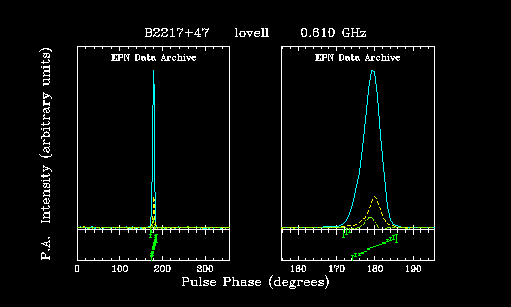 B2217+47 lovell 0.610 GHz
EPN Data Archive EPN Data Archive
P.A. Intensity (arbitrary units)
0 100 200 300 160 170 180 190
Pulse Phase (degrees)